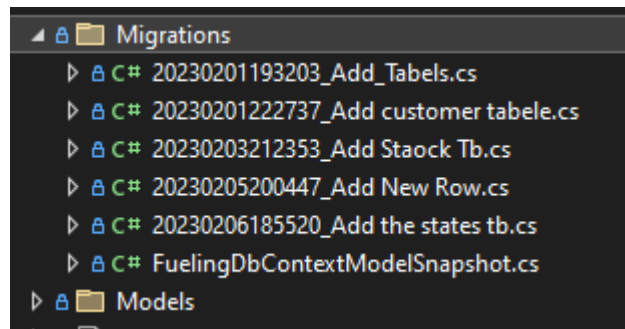 Migrations
C# 20230201193203_Add_Tabels.cs
C# 20230201222737_Add customer tabele.cs
C# 20230203212353_Add Staock Tb.cs
C# 20230205200447_Add New Row.cs
C# 20230206185520_Add the states tb.cs
C# FuelingDbContextModelSnapshot.cs
Models